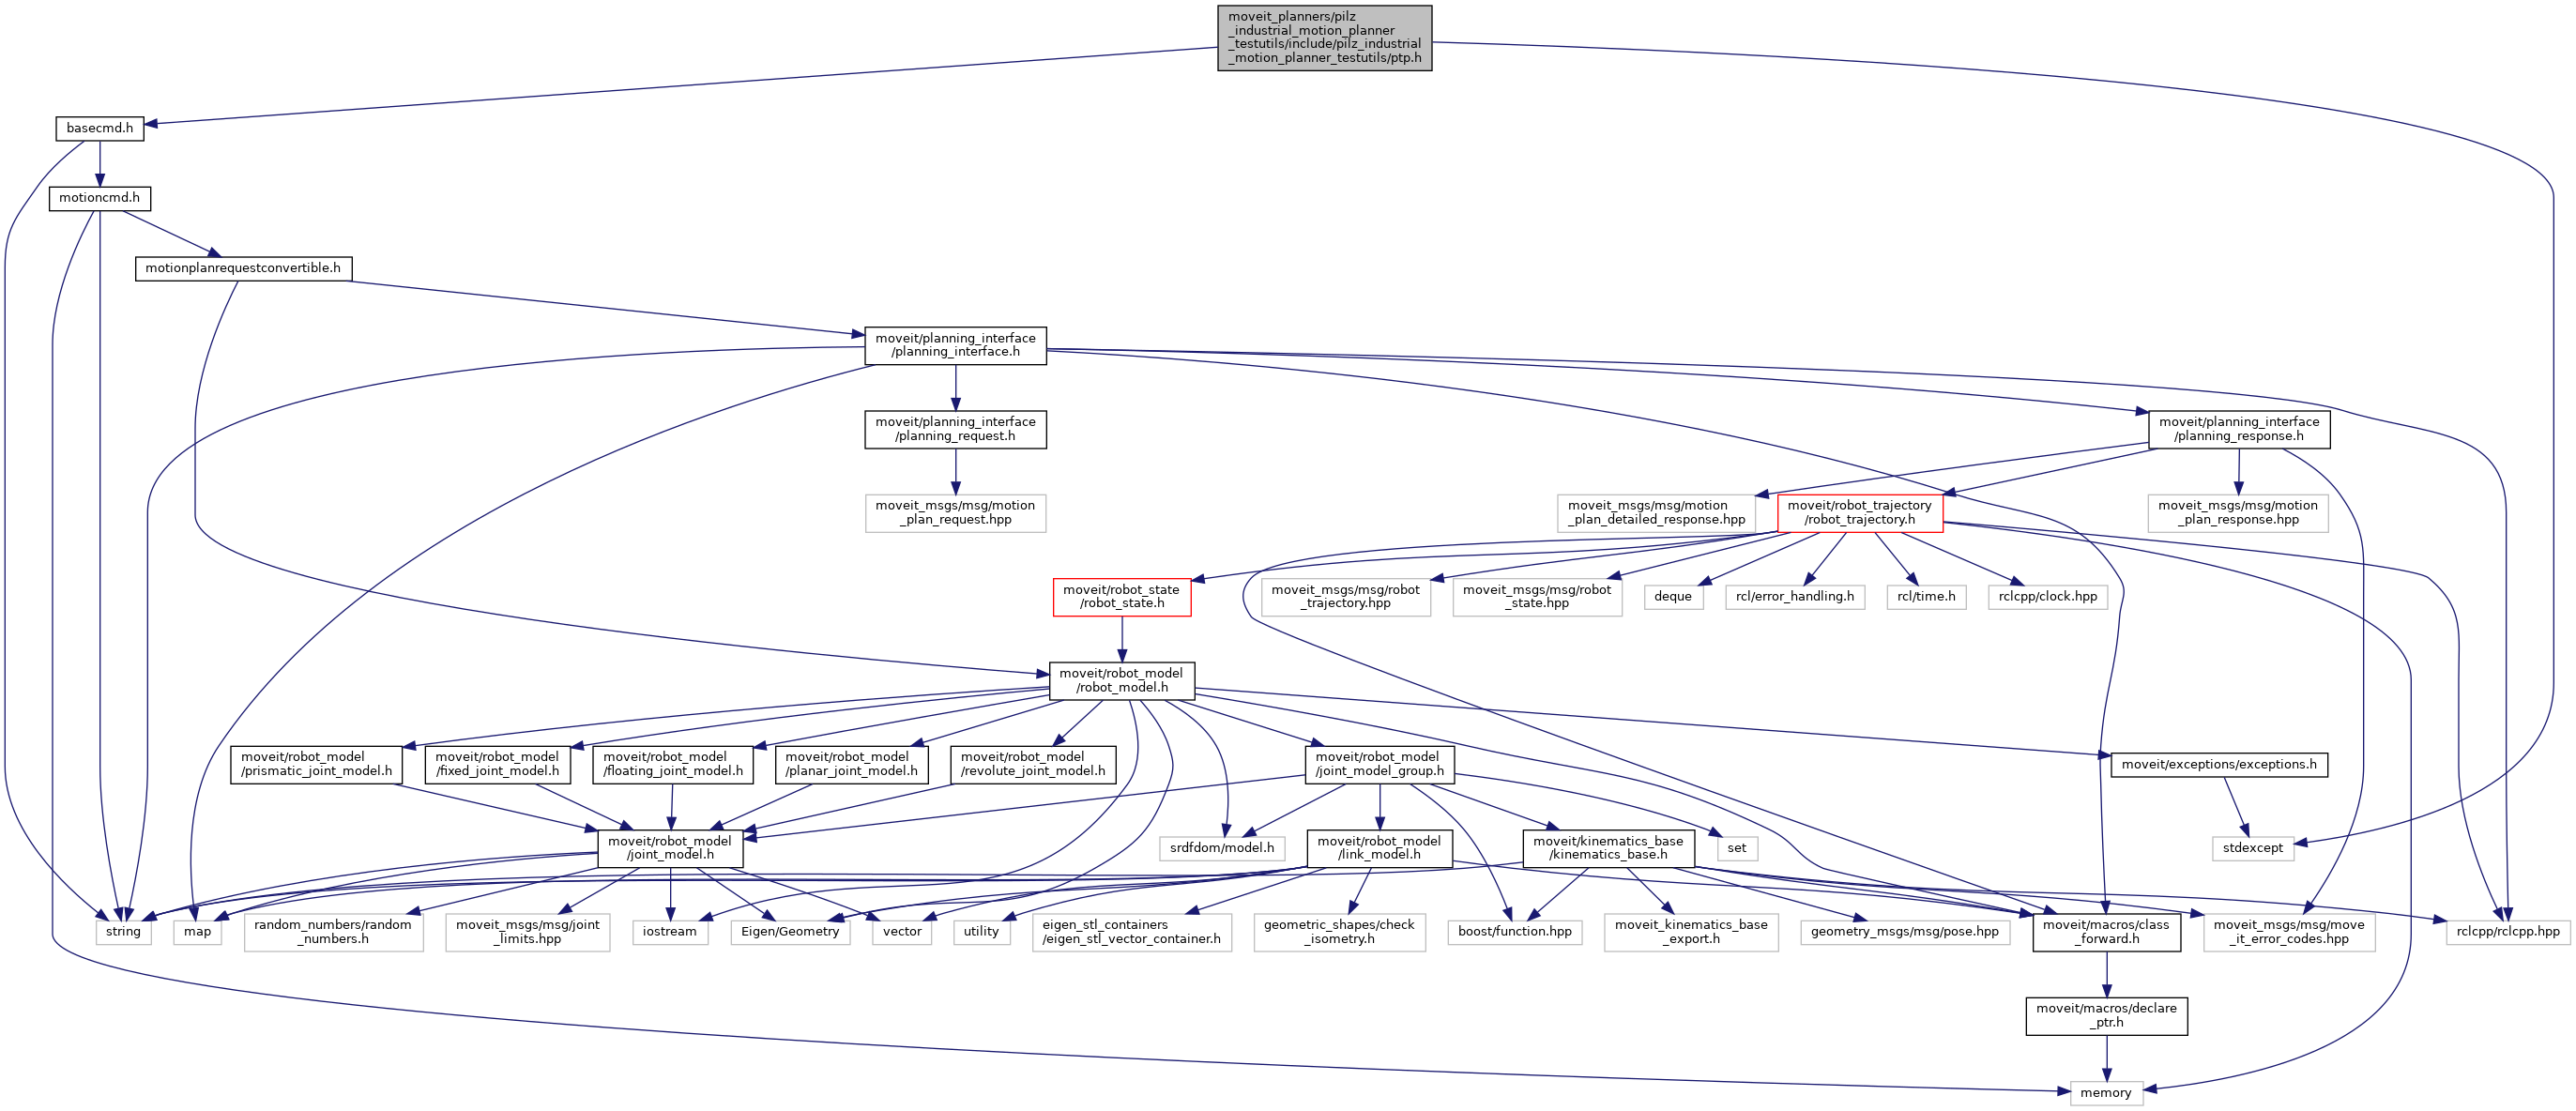 moveit_planners/pilz
_industrial_motion_planner
_testutils/include/pilz_industrial
_motion_planner_testutils/ptp.h
basecmd.h
motioncmd.h
motionplanrequestconvertible.h
moveit/planning_interface
/planning_interface.h
moveit/planning_interface
/planning_request.h
moveit/planning_interface
/planning_response.h
moveit_msgs/msg/motion
_plan_request.hpp
moveit_msgs/msg/motion
_plan_detailed_response.hpp
moveit/robot_trajectory
/robot_trajectory.h
moveit_msgs/msg/motion
_plan_response.hpp
moveit/robot_state
/robot_state.h
moveit_msgs/msg/robot
_trajectory.hpp
moveit_msgs/msg/robot
_state.hpp
deque
rcl/error_handling.h
rcl/time.h
rclcpp/clock.hpp
moveit/robot_model
/robot_model.h
moveit/robot_model
/prismatic_joint_model.h
moveit/robot_model
/fixed_joint_model.h
moveit/robot_model
/floating_joint_model.h
moveit/robot_model
/planar_joint_model.h
moveit/robot_model
/revolute_joint_model.h
moveit/robot_model
/joint_model_group.h
moveit/exceptions/exceptions.h
moveit/robot_model
/joint_model.h
srdfdom/model.h
moveit/robot_model
/link_model.h
moveit/kinematics_base
/kinematics_base.h
set
stdexcept
string
map
random_numbers/random
_numbers.h
moveit_msgs/msg/joint
_limits.hpp
iostream
Eigen/Geometry
vector
utility
eigen_stl_containers
/eigen_stl_vector_container.h
geometric_shapes/check
_isometry.h
boost/function.hpp
moveit_kinematics_base
_export.h
geometry_msgs/msg/pose.hpp
moveit/macros/class
_forward.h
moveit_msgs/msg/move
_it_error_codes.hpp
rclcpp/rclcpp.hpp
moveit/macros/declare
_ptr.h
memory